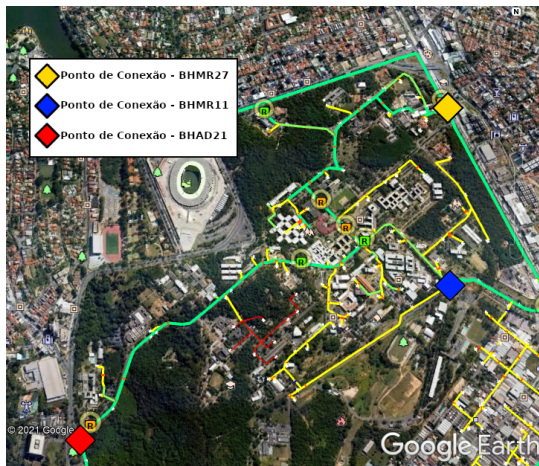 N
Ponto de Conexão - BHMR27
Ponto de Conexão - BHMR11
Ponto de Conexão - BHAD21
R
R
R
R
R
R
© 2021 Google
Google Earth